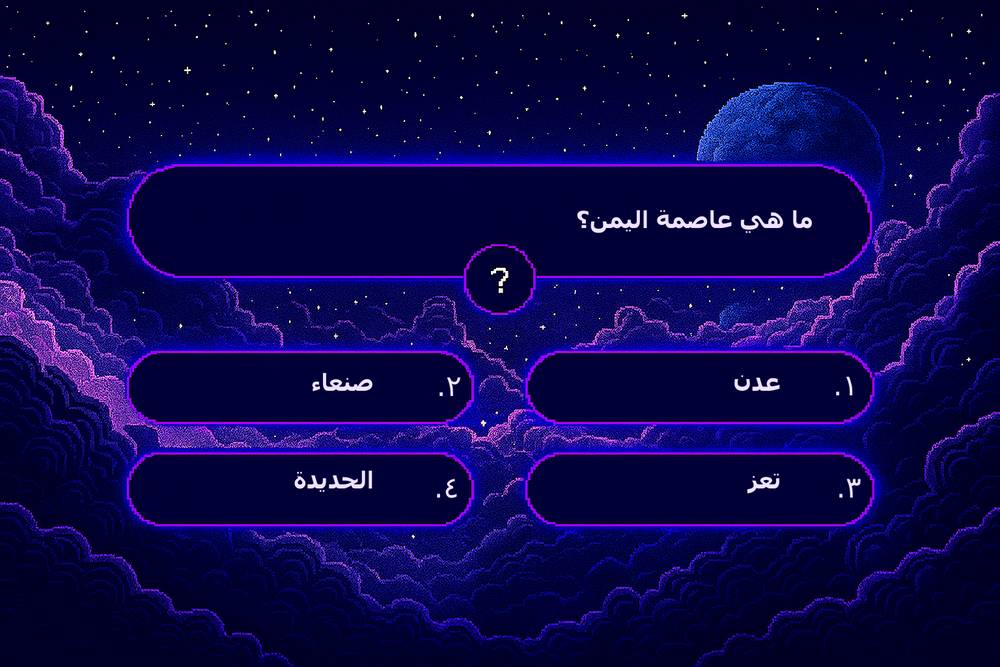 ما هي عاصمة اليمن؟
?
١. عدن
٢. صنعاء
٣. تعز
٤. الحديدة